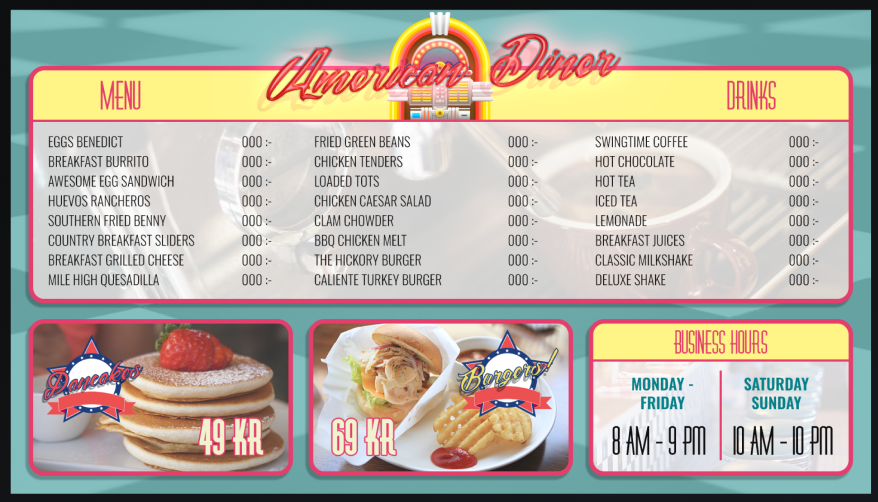 American Diner
MENU
DRINKS
EGGS BENEDICT 000 :-
BREAKFAST BURRITO 000 :-
AWESOME EGG SANDWICH 000 :-
HUEVOS RANCHEROS 000 :-
SOUTHERN FRIED BENNY 000 :-
COUNTRY BREAKFAST SLIDERS 000 :-
BREAKFAST GRILLED CHEESE 000 :-
MILE HIGH QUESADILLA 000 :-
FRIED GREEN BEANS 000 :-
CHICKEN TENDERS 000 :-
LOADED TOTS 000 :-
CHICKEN CAESAR SALAD 000 :-
CLAM CHOWDER 000 :-
BBQ CHICKEN MELT 000 :-
THE HICKORY BURGER 000 :-
CALIENTE TURKEY BURGER 000 :-
SWINGTIME COFFEE 000 :-
HOT CHOCOLATE 000 :-
HOT TEA 000 :-
ICED TEA 000 :-
LEMONADE 000 :-
BREAKFAST JUICES 000 :-
CLASSIC MILKSHAKE 000 :-
DELUXE SHAKE 000 :-
Pancakes
49 KR
Burgers!
69 KR
BUSINESS HOURS
MONDAY -
FRIDAY
8 AM - 9 PM
SATURDAY
SUNDAY
10 AM - 10 PM